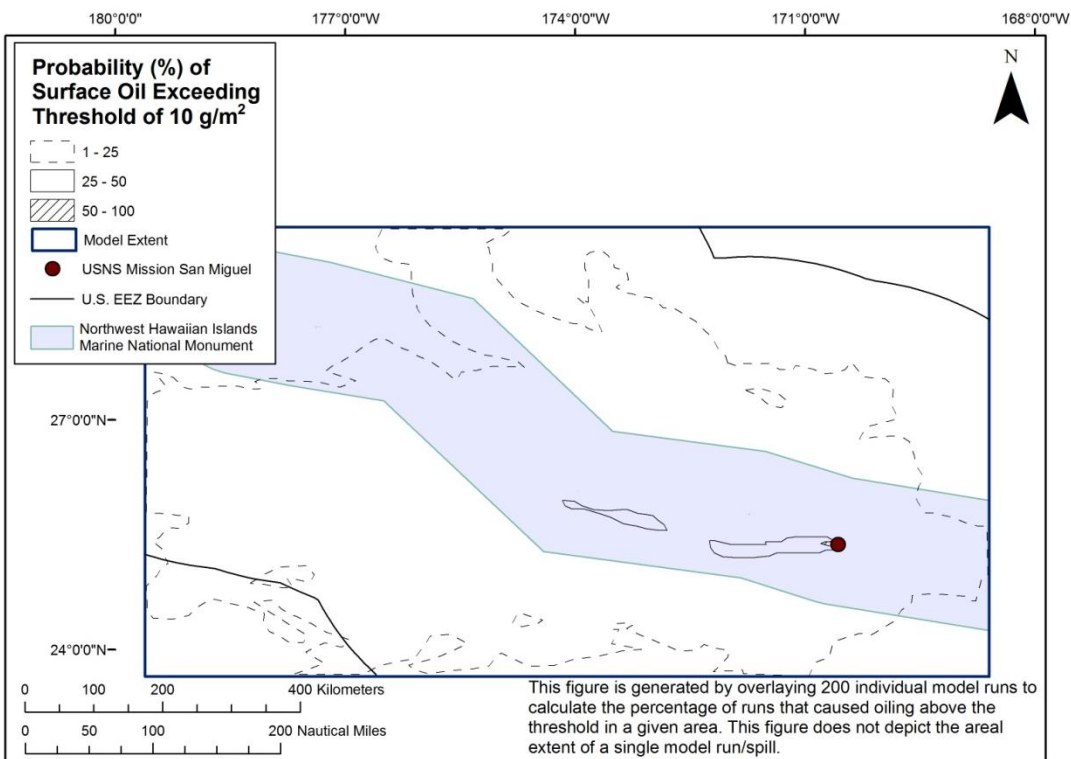 180°0'0" 177°0'0"W 174°0'0"W 171°0'0"W 168°0'0"W
Probability (%) of
Surface Oil Exceeding
Threshold of 10 g/m²
1 - 25
25 - 50
50 - 100
Model Extent
USNS Mission San Miguel
U.S. EEZ Boundary
Northwest Hawaiian Islands
Marine National Monument
N
27°0'0"N
24°0'0"N
0 100 200 400 Kilometers
0 50 100 200 Nautical Miles
This figure is generated by overlaying 200 individual model runs to
calculate the percentage of runs that caused oiling above the
threshold in a given area. This figure does not depict the areal
extent of a single model run/spill.